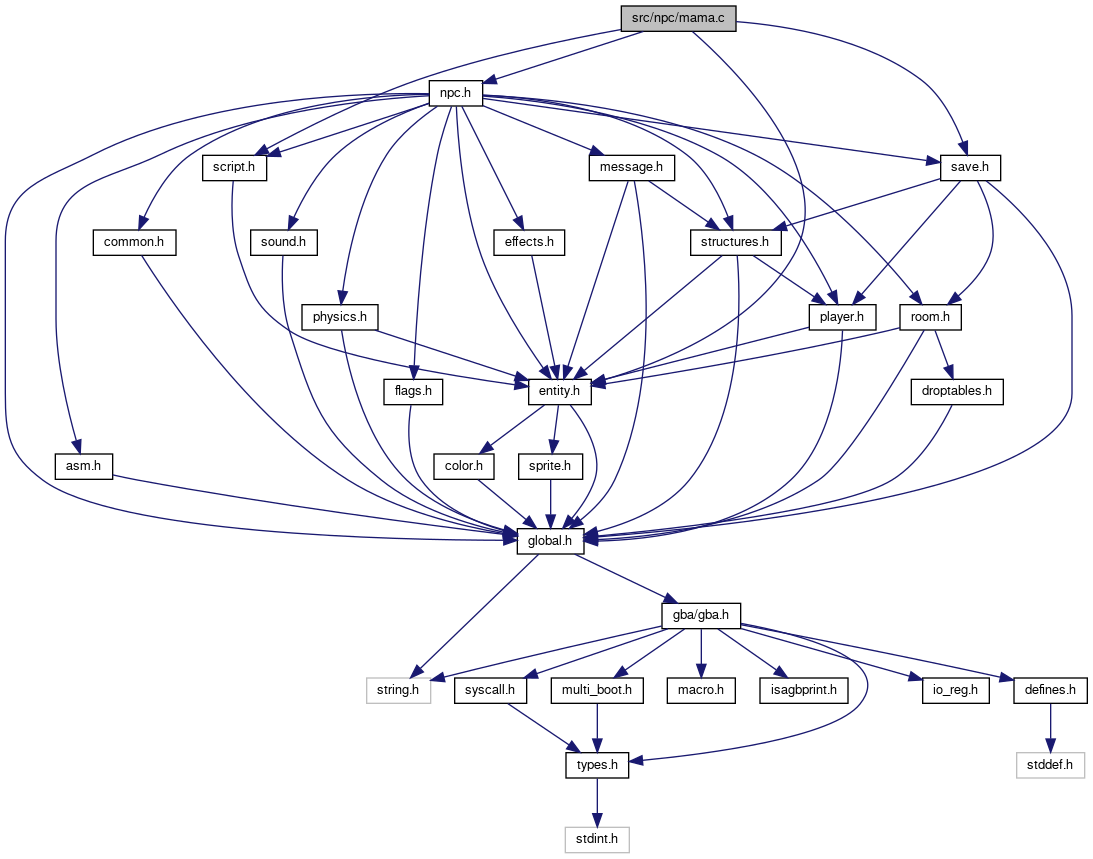 src/npc/mama.c
npc.h
script.h
message.h
save.h
common.h
sound.h
effects.h
structures.h
physics.h
player.h
room.h
flags.h
entity.h
droptables.h
asm.h
color.h
sprite.h
global.h
gba/gba.h
string.h
syscall.h
multi_boot.h
macro.h
isagbprint.h
io_reg.h
defines.h
types.h
stddef.h
stdint.h